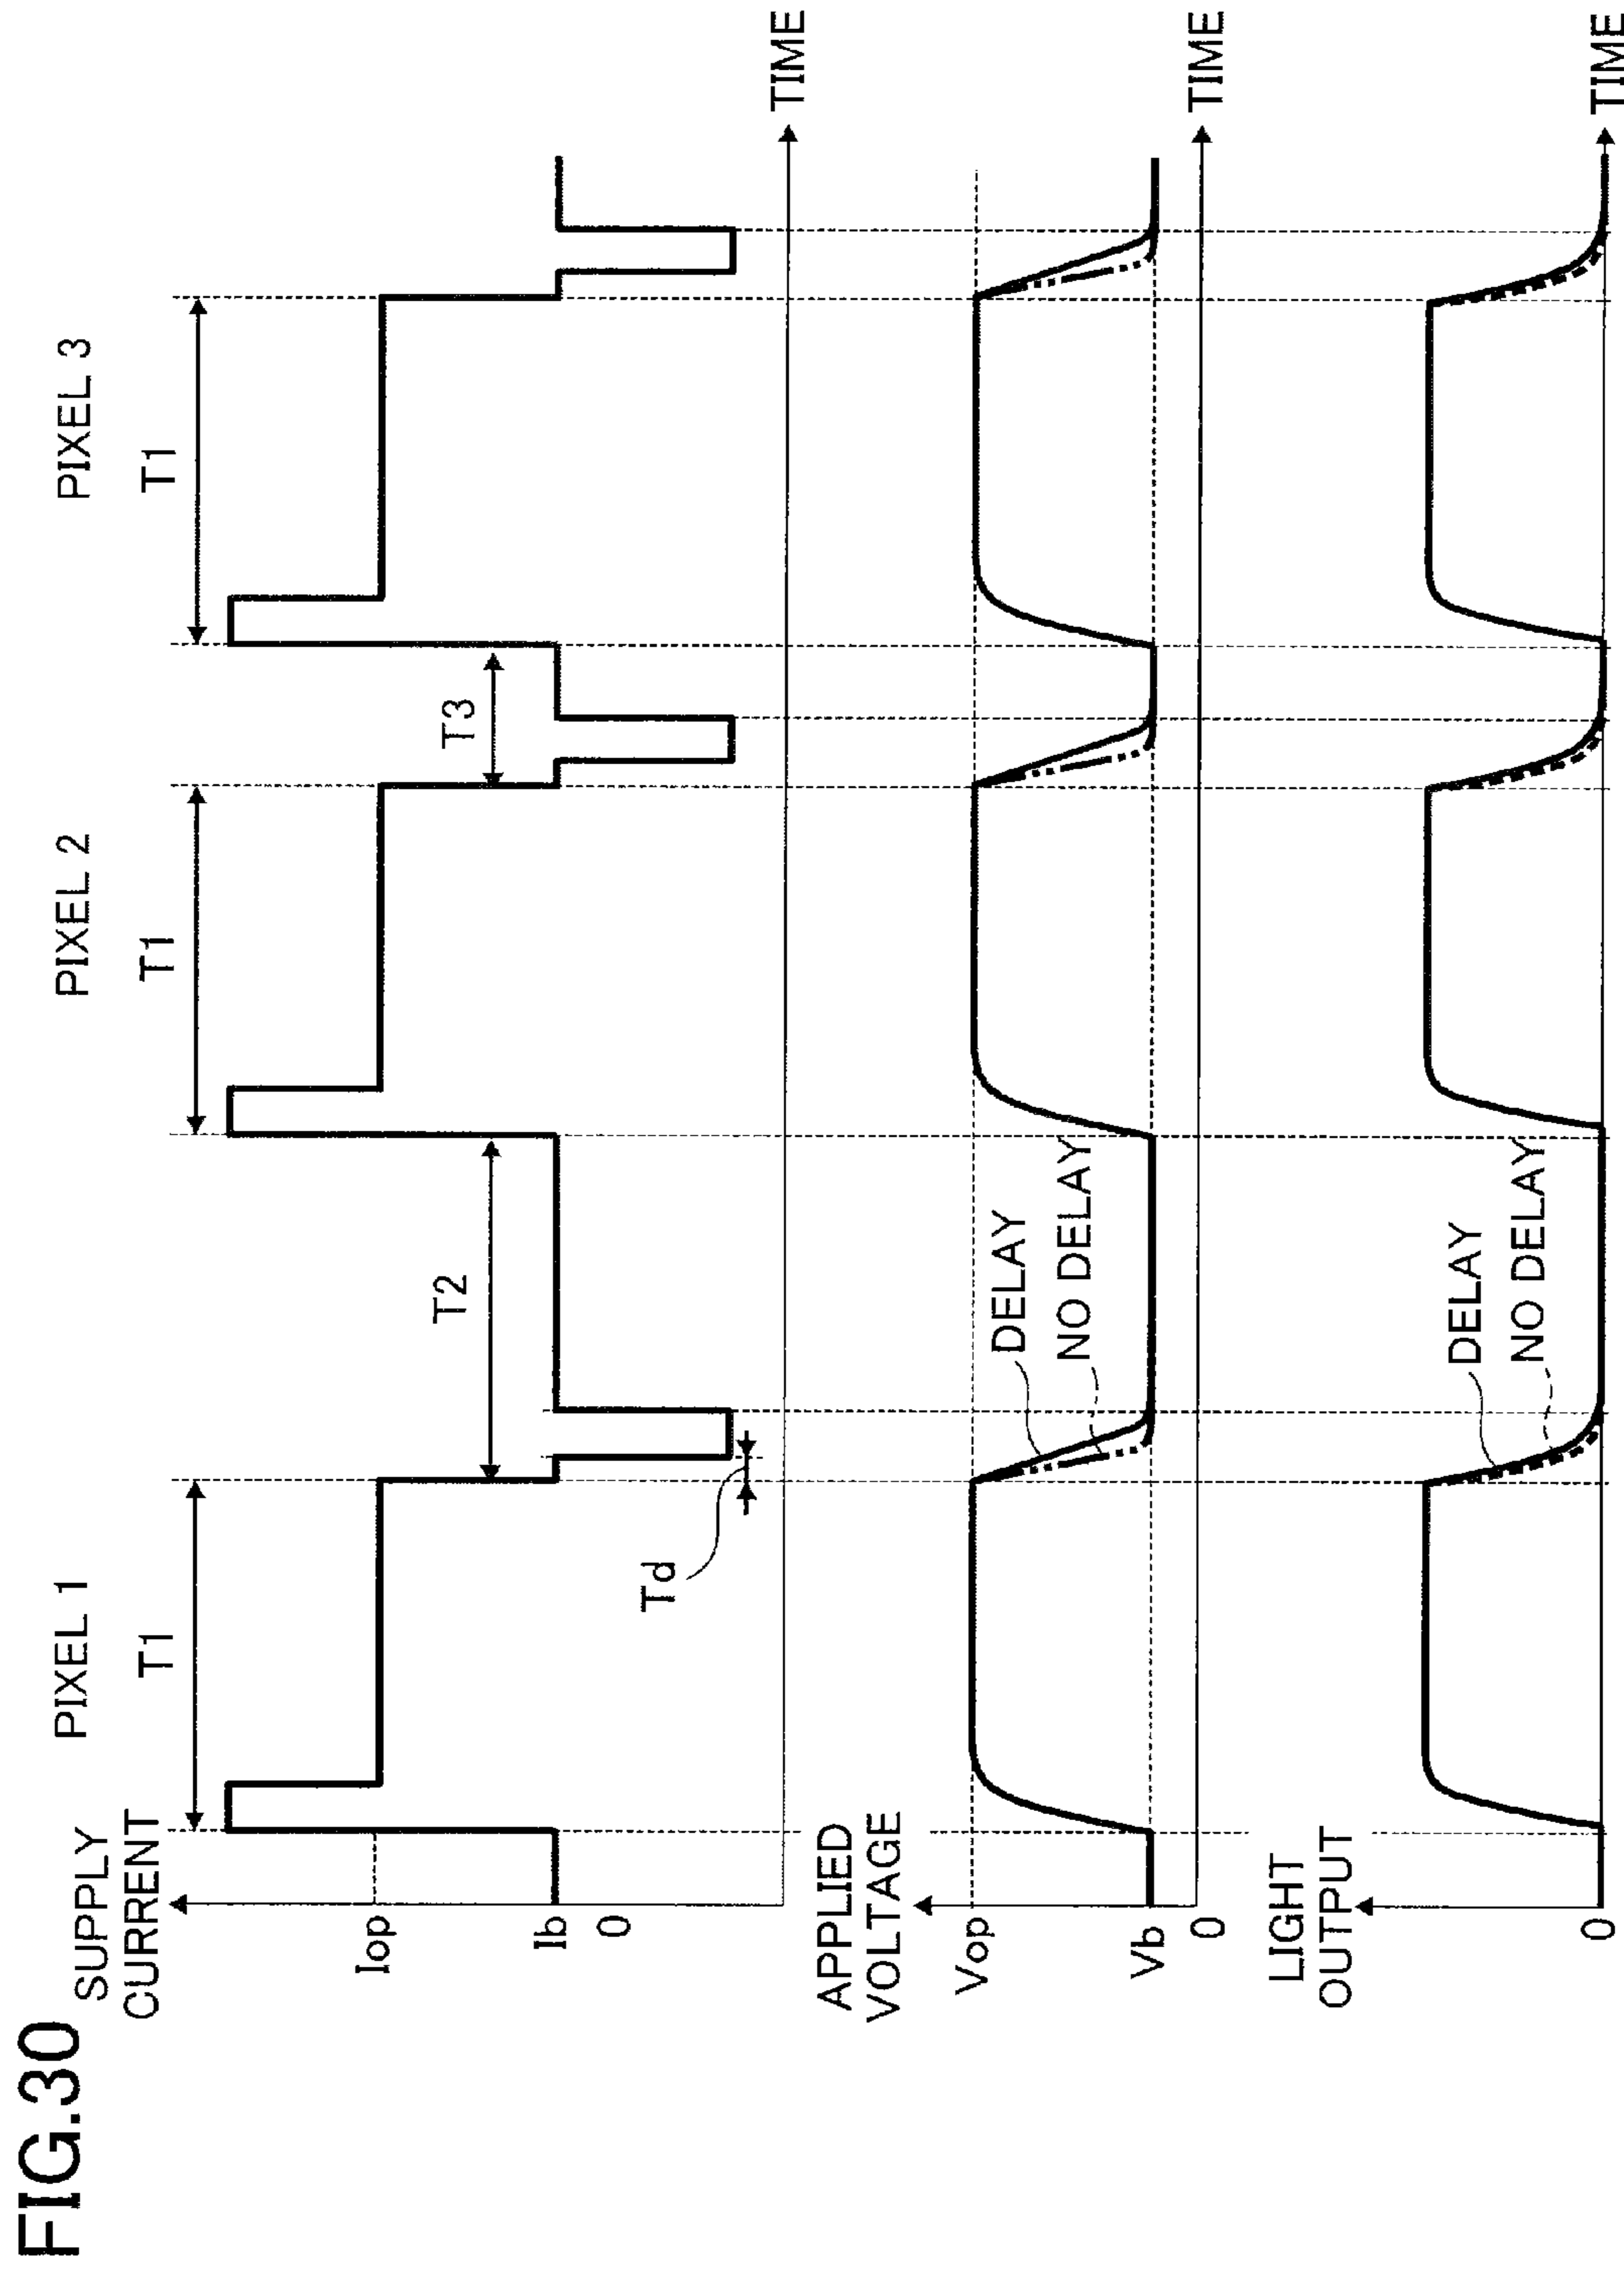 FIG.30
PIXEL 1
PIXEL 2
PIXEL 3
SUPPLY
CURRENT
T1
T1
T1
Iop
T2
T3
Ib
0
Td
TIME
APPLIED
VOLTAGE
Vop
DELAY
NO DELAY
Vb
0
TIME
LIGHT
OUTPUT
DELAY
NO DELAY
0
TIME